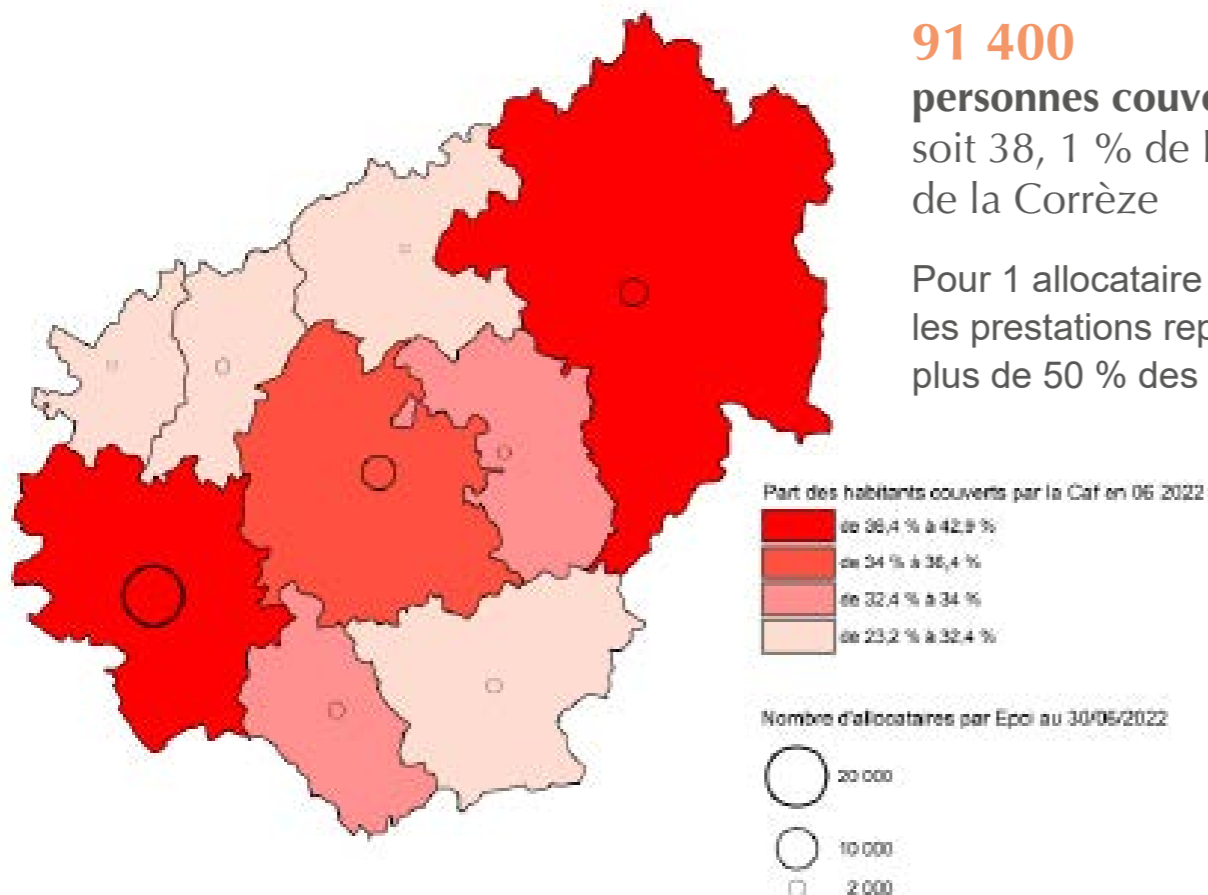 91 400
personnes couve
soit 38, 1 % de l
de la Corrèze
Pour 1 allocataire
les prestations rep
plus de 50 % des
Part des habitants couverts par la Caf en 06 2022
de 36,4 % à 42,9 %
de 34 % à 36,4 %
de 32,4 % à 34 %
de 23,2 % à 32,4 %
Nombre d'allocataires par Epci au 30/06/2022
20 000
10 000
2 000